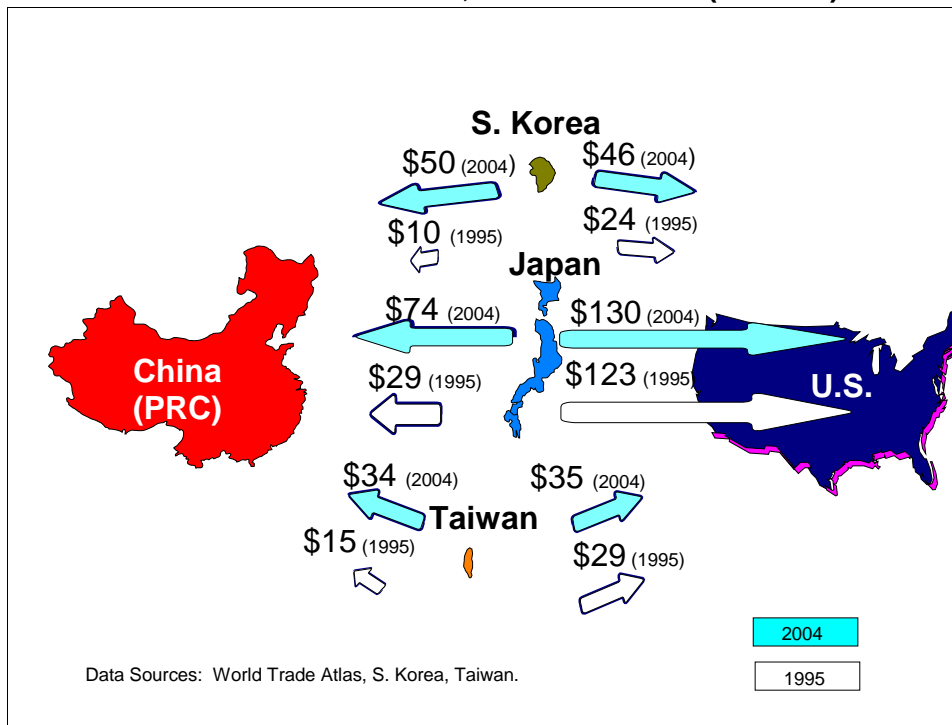 S. Korea
$50 (2004)
$46 (2004)
$10 (1995)
$24 (1995)
Japan
$74 (2004)
$130 (2004)
China
(PRC)
$29 (1995)
$123 (1995)
U.S.
$34 (2004)
$35 (2004)
Taiwan
$15 (1995)
$29 (1995)
2004
1995
Data Sources: World Trade Atlas, S. Korea, Taiwan.